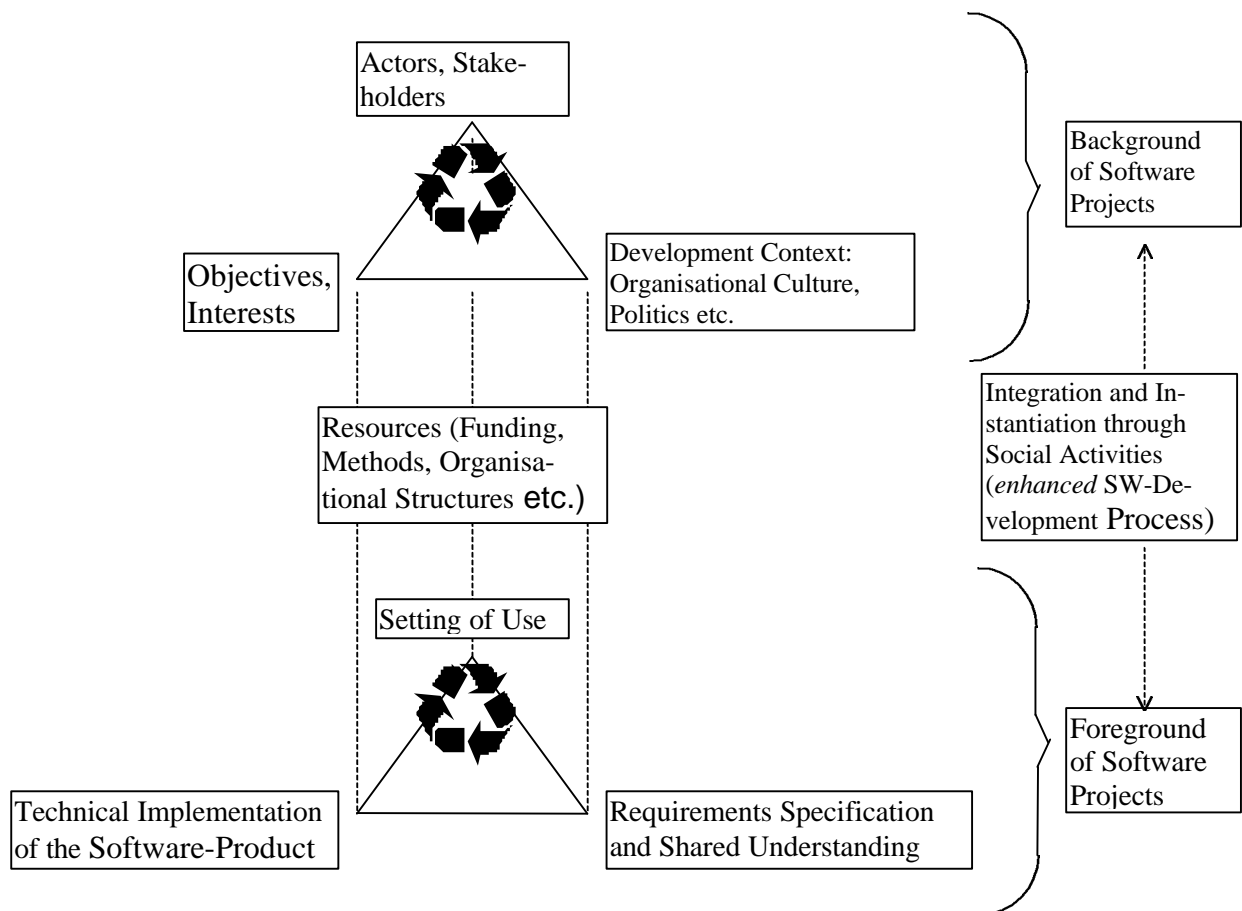 Actors, Stake-
holders
Background
of Software
Projects
Objectives,
Interests
Development Context:
Organisational Culture,
Politics etc.
Resources (Funding,
Methods, Organisa-
tional Structures etc.)
Integration and In-
stantiation through
Social Activities
(enhanced SW-De-
velopment Process)
Setting of Use
Foreground
of Software
Projects
Technical Implementation
of the Software-Product
Requirements Specification
and Shared Understanding